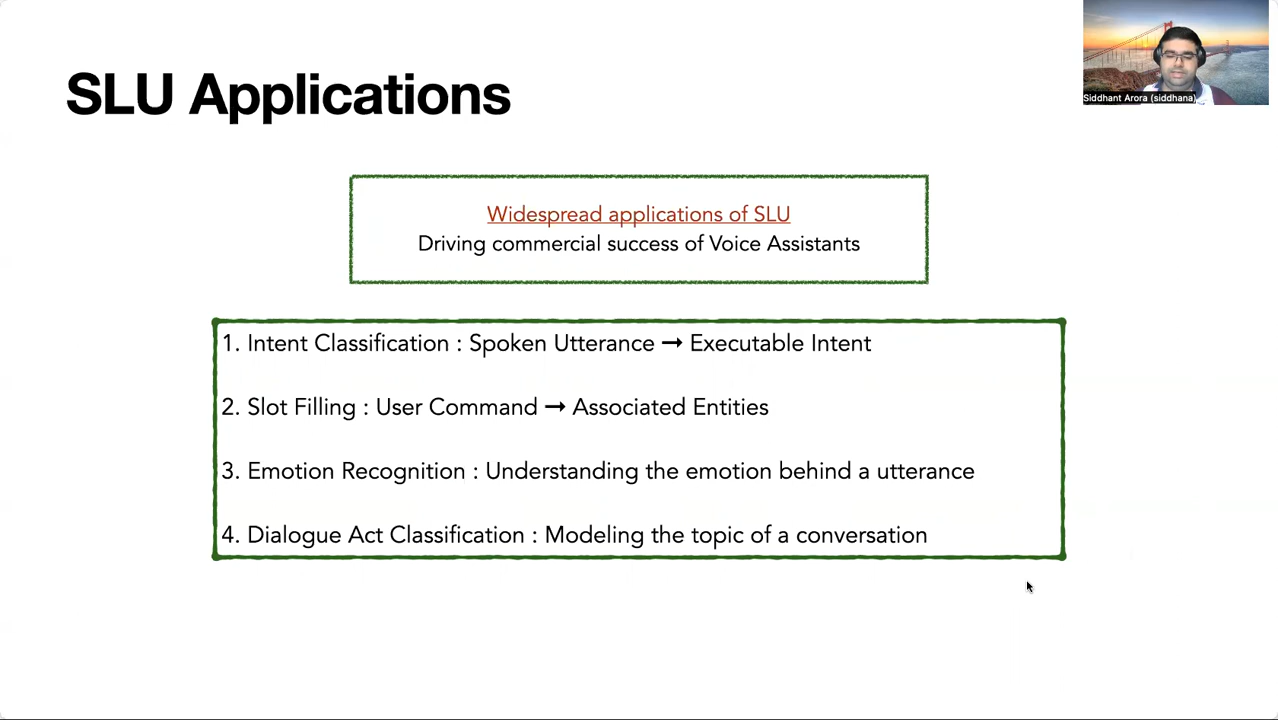 Siddhant Arora (siddhana)
SLU Applications
Widespread applications of SLU
Driving commercial success of Voice Assistants
1. Intent Classification : Spoken Utterance → Executable Intent
2. Slot Filling : User Command → Associated Entities
3. Emotion Recognition : Understanding the emotion behind a utterance
4. Dialogue Act Classification : Modeling the topic of a conversation